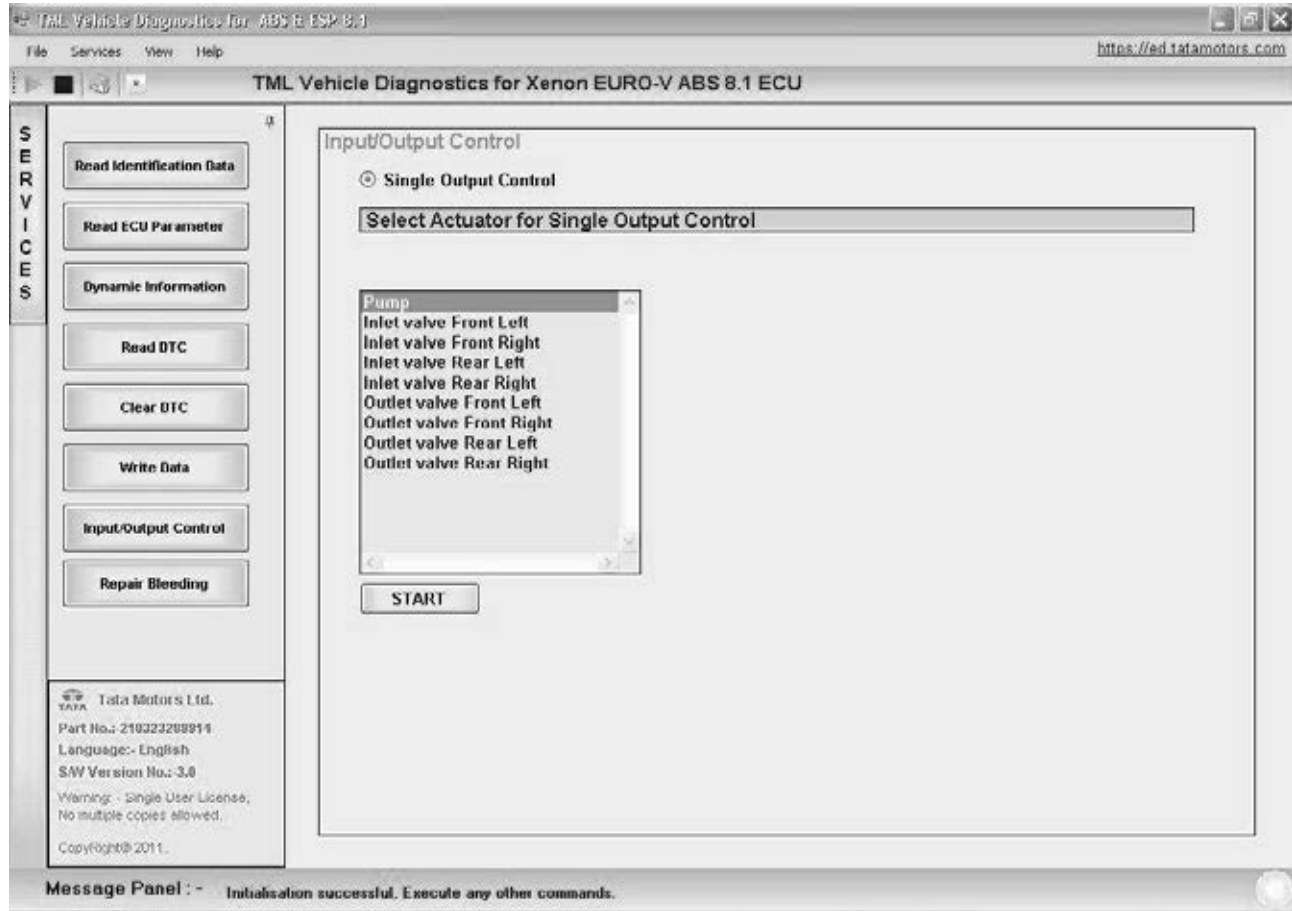 TML Vehicle Diagnostics for ABS & ESP 8.1
File Services View Help
https://ed.tatamotors.com
TML Vehicle Diagnostics for Xenon EURO-V ABS 8.1 ECU
SERVICES
Read Identification Data
Read ECU Parameter
Dynamic Information
Read DTC
Clear DTC
Write Data
Input/Output Control
Repair Bleeding
Input/Output Control
Single Output Control
Select Actuator for Single Output Control
Pump
Inlet valve Front Left
Inlet valve Front Right
Inlet valve Rear Left
Inlet valve Rear Right
Outlet valve Front Left
Outlet valve Front Right
Outlet valve Rear Left
Outlet valve Rear Right
START
TATA
Tata Motors Ltd.
Part No.:
Language:- English
S/W Version No.:-3.0
Warning: - Single User License,
No multiple copies allowed.
CopyRight® 2011.
Message Panel : - Initialisation successful, Execute any other commands.